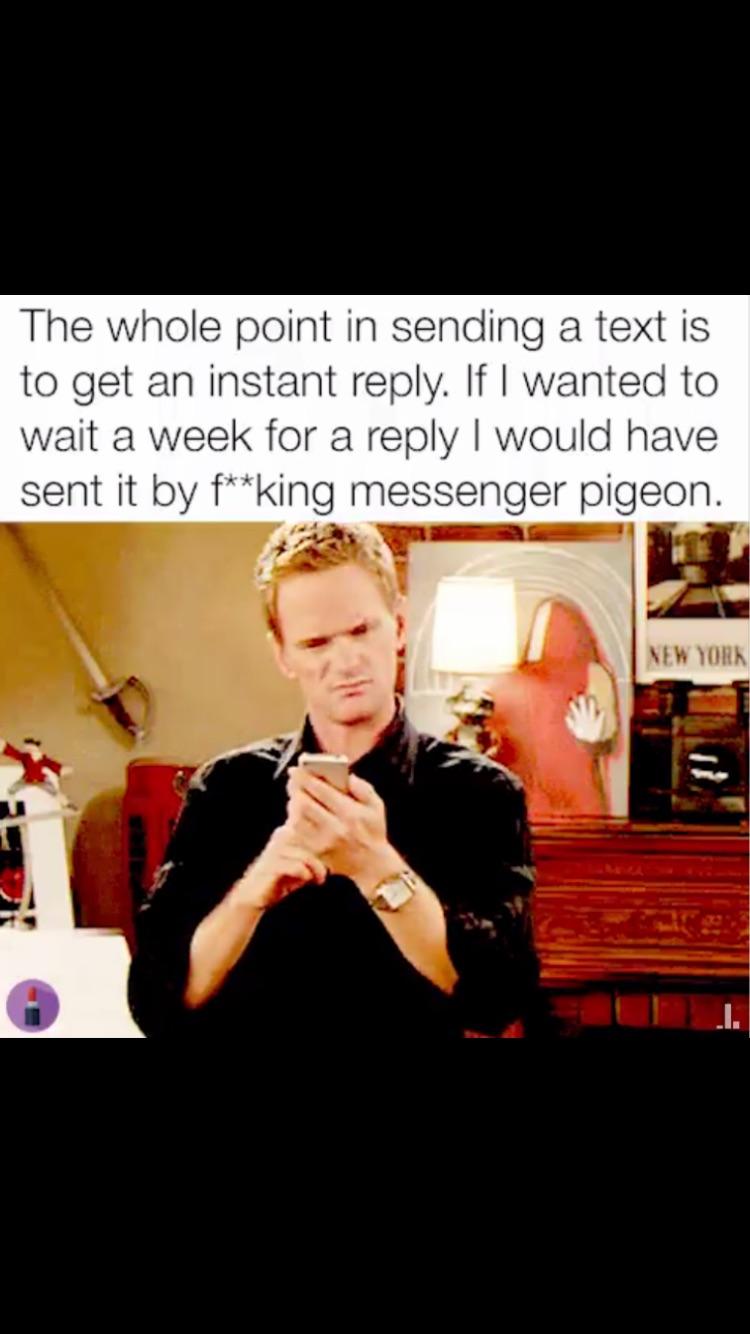 The whole point in sending a text is
to get an instant reply. If I wanted to
wait a week for a reply I would have
sent it by f**king messenger pigeon.
NEW YORK